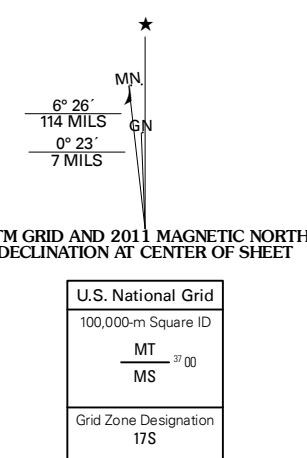 ★
MN
6° 26´
114 MILS
GN
0° 23´
7 MILS
TM GRID AND 2011 MAGNETIC NORTH
DECLINATION AT CENTER OF SHEET
U.S. National Grid
100,000-m Square ID
MT
37 00
MS
Grid Zone Designation
17S